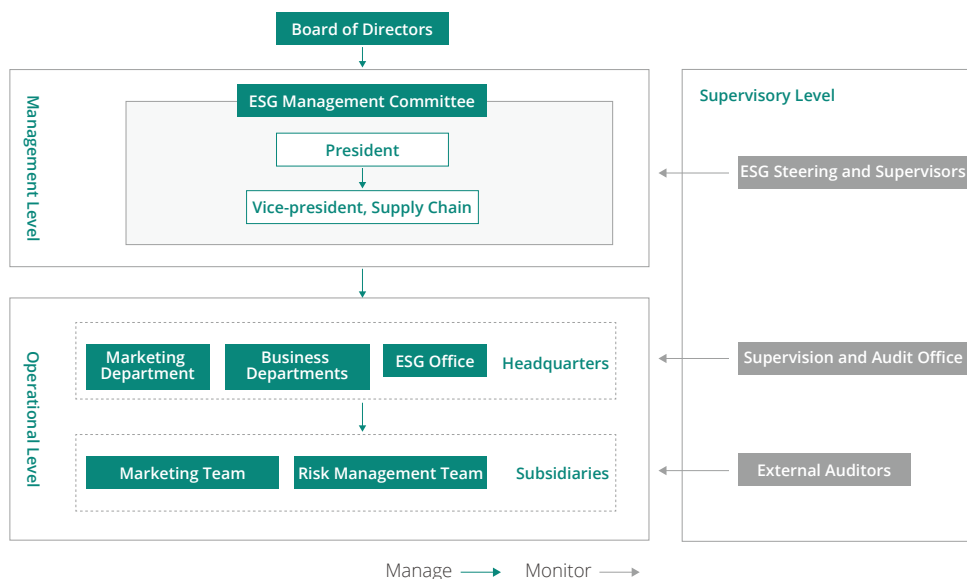 Board of Directors
Management Level
ESG Management Committee
President
Vice-president, Supply Chain
Supervisory Level
ESG Steering and Supervisors
Operational Level
Marketing
Department
Business
Departments
ESG Office
Headquarters
Supervision and Audit Office
Marketing Team
Risk Management Team
Subsidiaries
External Auditors
Manage
Monitor